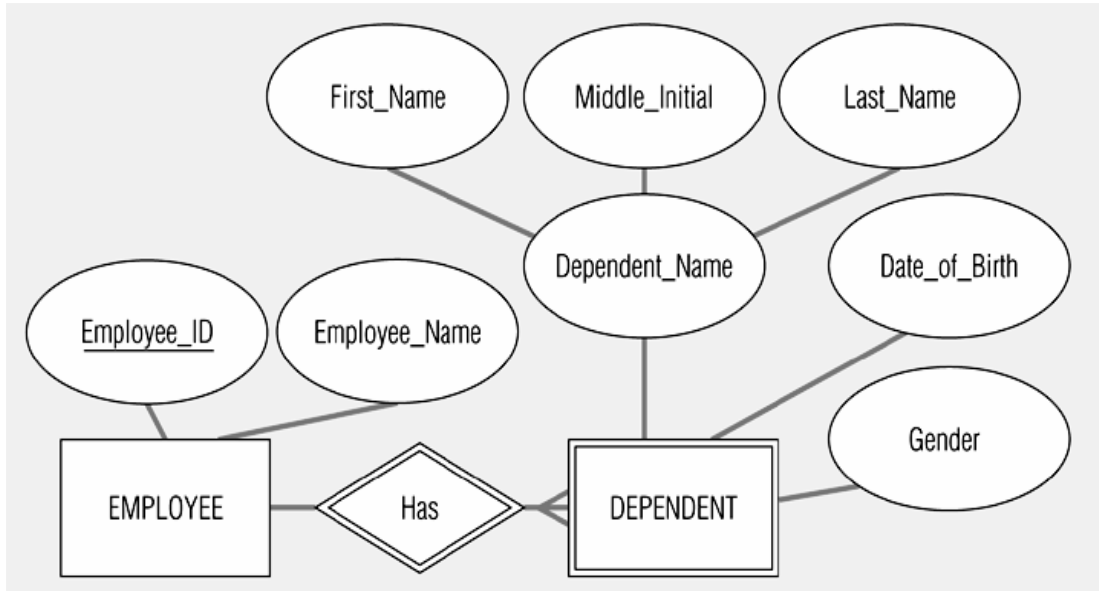 First_Name
Middle_Initial
Last_Name
Dependent_Name
Date_of_Birth
Employee_ID
Employee_Name
Gender
EMPLOYEE
Has
DEPENDENT